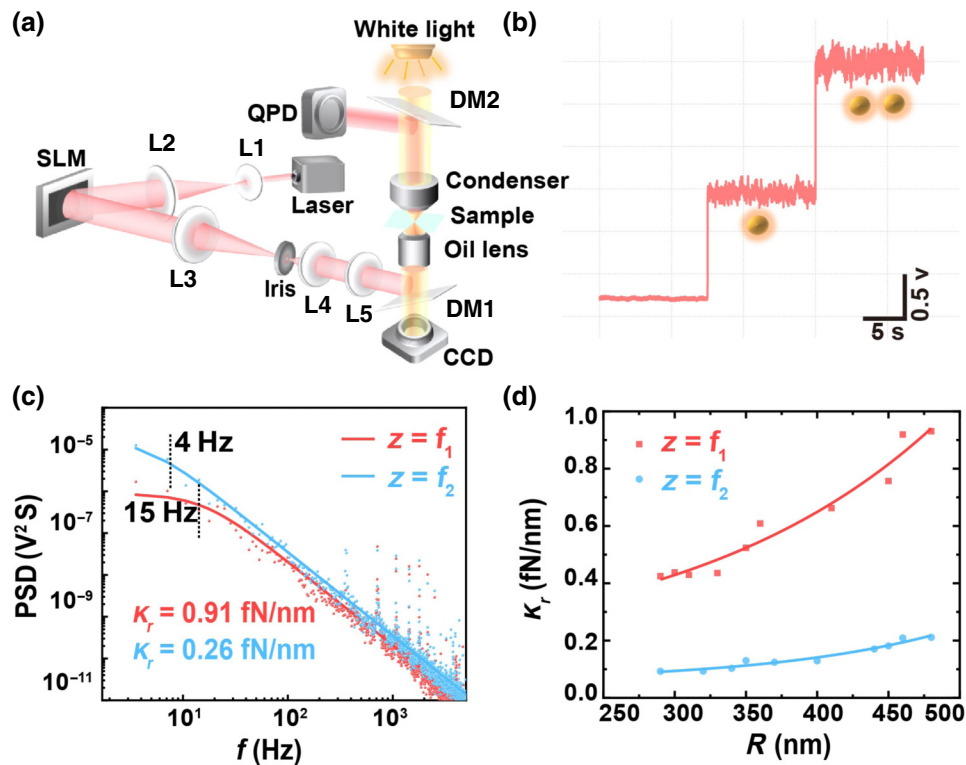 (a)
White light
QPD
DM2
SLM
L2
L1
Laser
Condenser
Sample
Oil lens
L3
Iris
L4
L5
DM1
CCD
(b)
0.5 v
5 s
(c)
PSD (V² S)
10⁻⁵
10⁻⁷
10⁻⁹
10⁻¹¹
4 Hz
15 Hz
z = f₁
z = f₂
κᵣ = 0.91 fN/nm
κᵣ = 0.26 fN/nm
10¹ 10² 10³
f (Hz)
(d)
κᵣ (fN/nm)
1.0
0.8
0.6
0.4
0.2
0.0
z = f₁
z = f₂
250 300 350 400 450 500
R (nm)